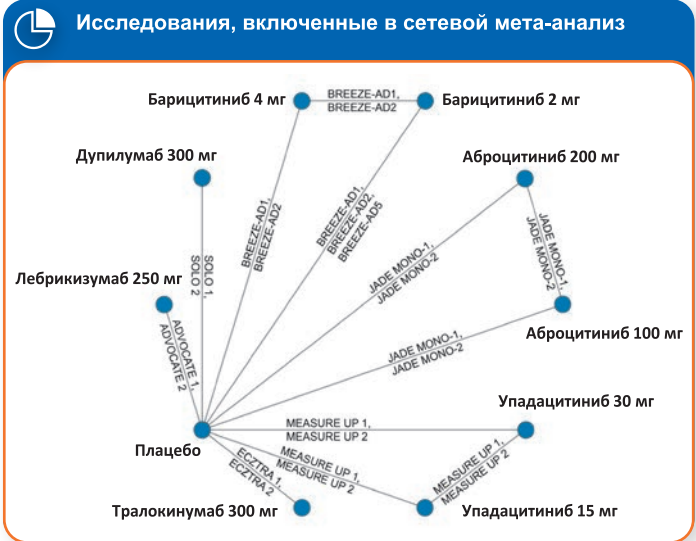 Исследования, включенные в сетевой мета-анализ
Барицитиниб 4 мг
BREEZE-AD1,
BREEZE-AD2
Барицитиниб 2 мг
Дупилумаб 300 мг
Аброцитиниб 200 мг
BREEZE-AD1,
BREEZE-AD2
BREEZE-AD1,
BREEZE-AD2,
BREEZE-AD5
SOLO 1,
SOLO 2
JADE MONO-1,
JADE MONO-2
JADE MONO-1,
JADE MONO-2
Лебрикизумаб 250 мг
ADVOCATE 1,
ADVOCATE 2
JADE MONO-1,
JADE MONO-2
Аброцитиниб 100 мг
Упадацитиниб 30 мг
MEASURE UP 1,
MEASURE UP 2
Плацебо
ECZTRA 1,
ECZTRA 2
MEASURE UP 1,
MEASURE UP 2
MEASURE UP 1,
MEASURE UP 2
Тралокинумаб 300 мг
Упадацитиниб 15 мг